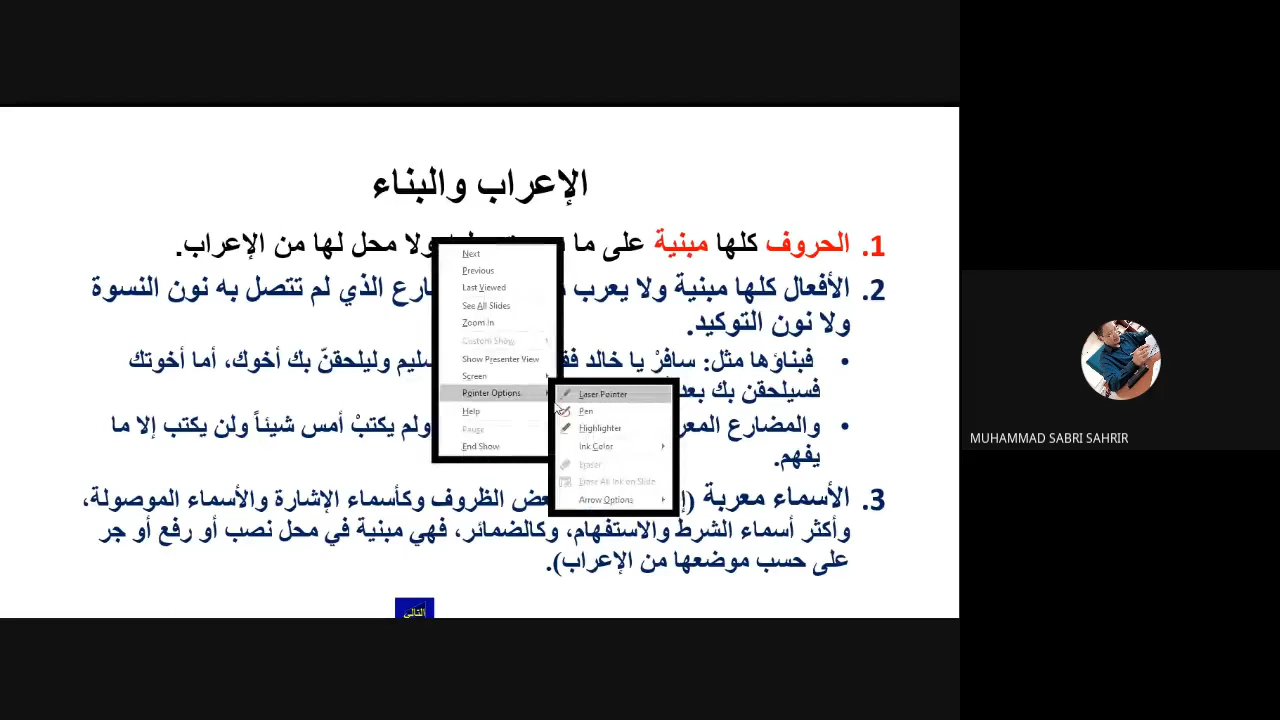 الإعراب والبناء
1. الحروف كلها مبنية على ما ولا محل لها من الإعراب.
2. الأفعال كلها مبنية ولا يعرب الذي لم تتصل به نون النسوة
ولا نون التوكيد.
• فبناؤها مثل: سافرْ يا خالد وليلحقنّ بك أخوك، أما أخوتك
فسيلحقن بك
• والمضارع ولم يكتبْ أمس شيئاً ولن يكتب إلا ما
يفهم.
3. الأسماء معربة الظروف وكأسماء الإشارة والأسماء الموصولة،
وأكثر أسماء الشرط والاستفهام، وكالضمائر، فهي مبنية في محل نصب أو رفع أو جر
على حسب موضعها من الإعراب).
التالي
Next
Previous
Last Viewed
See All Slides
Zoom In
Custom Show
Show Presenter View
Screen
Pointer Options
Help
Pause
End Show
Laser Pointer
Pen
Highlighter
Ink Color
Eraser
Erase All Ink on Slide
Arrow Options
MUHAMMAD SABRI SAHRIR